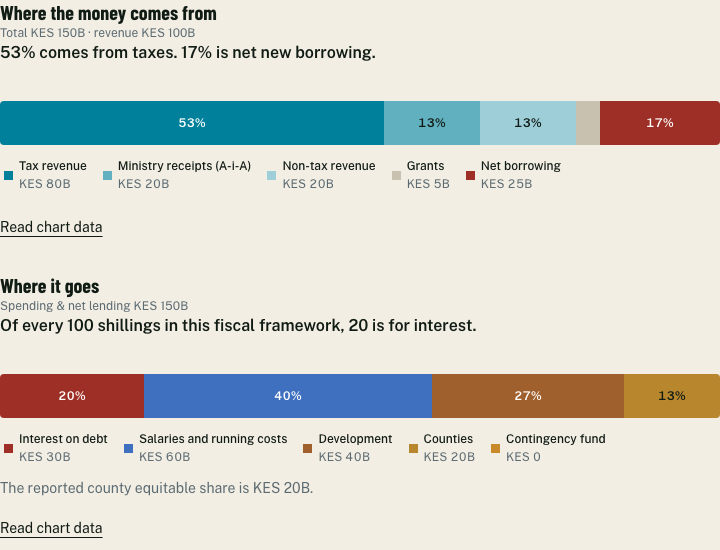 Where the money comes from
Total KES 150B · revenue KES 100B
53% comes from taxes. 17% is net new borrowing.
53% 13% 13% 17%
Tax revenue Ministry receipts (A-i-A) Non-tax revenue Grants Net borrowing
KES 80B KES 20B KES 20B KES 5B KES 25B
Read chart data
Where it goes
Spending & net lending KES 150B
Of every 100 shillings in this fiscal framework, 20 is for interest.
20% 40% 27% 13%
Interest on debt Salaries and running costs Development Counties Contingency fund
KES 30B KES 60B KES 40B KES 20B KES 0
The reported county equitable share is KES 20B.
Read chart data